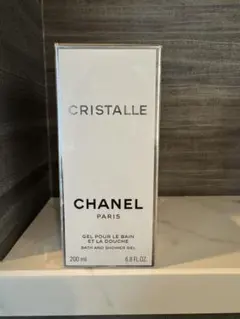 CRISTALLE
CHANEL
PARIS
GEL POUR LE BAIN
ET LA DOUCHE
BATH AND SHOWER GEL
200 ml 6.8 FL.OZ.